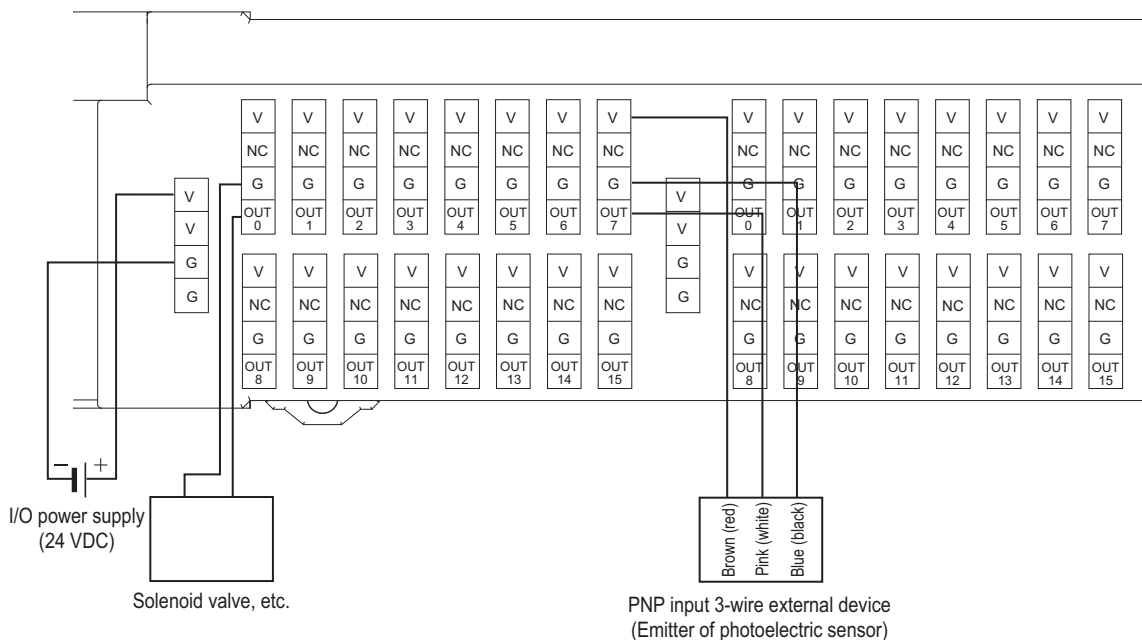 V V V V V V V V V V V V V V V V
NC NC NC NC NC NC NC NC NC NC NC NC NC NC NC NC
G G G G G G G G G G G G G G G G
OUT OUT OUT OUT OUT OUT OUT OUT OUT OUT OUT OUT OUT OUT OUT OUT
0 1 2 3 4 5 6 7 0 1 2 3 4 5 6 7
V V
V V
G G
G G
V V V V V V V V V V V V V V V V
NC NC NC NC NC NC NC NC NC NC NC NC NC NC NC NC
G G G G G G G G G G G G G G G G
OUT OUT OUT OUT OUT OUT OUT OUT OUT OUT OUT OUT OUT OUT OUT OUT
8 9 10 11 12 13 14 15 8 9 10 11 12 13 14 15
− +
I/O power supply
(24 VDC)
Solenoid valve, etc.
Brown (red)
Pink (white)
Blue (black)
PNP input 3-wire external device
(Emitter of photoelectric sensor)